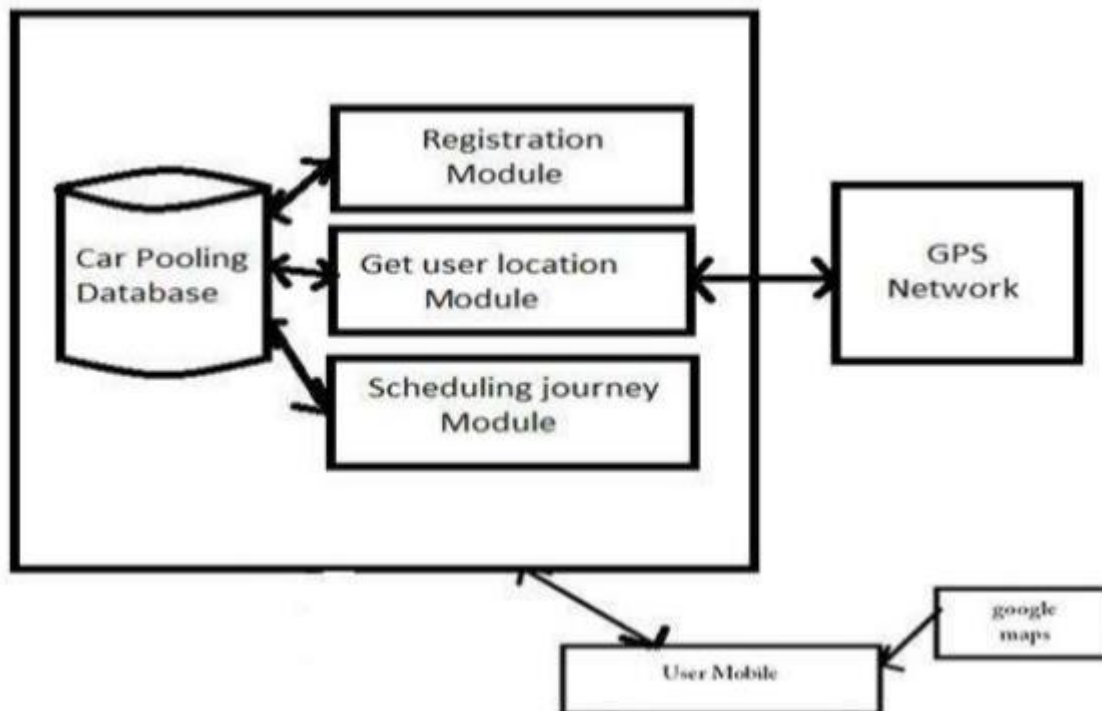 Registration
Module
Car Pooling
Database
Get user location
Module
GPS
Network
Scheduling journey
Module
google
maps
User Mobile